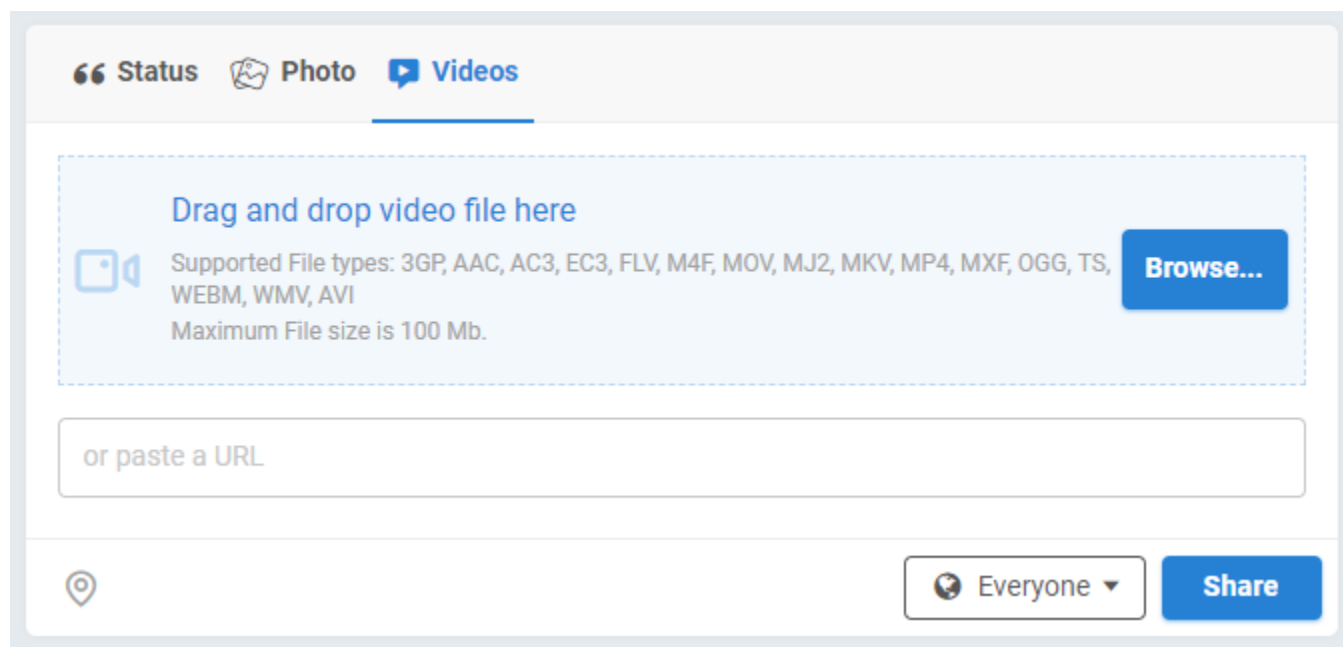 Status Photo Videos
Drag and drop video file here
Supported File types: 3GP, AAC, AC3, EC3, FLV, M4F, MOV, MJ2, MKV, MP4, MXF, OGG, TS,
WEBM, WMV, AVI
Maximum File size is 100 Mb.
Browse...
or paste a URL
Everyone
Share